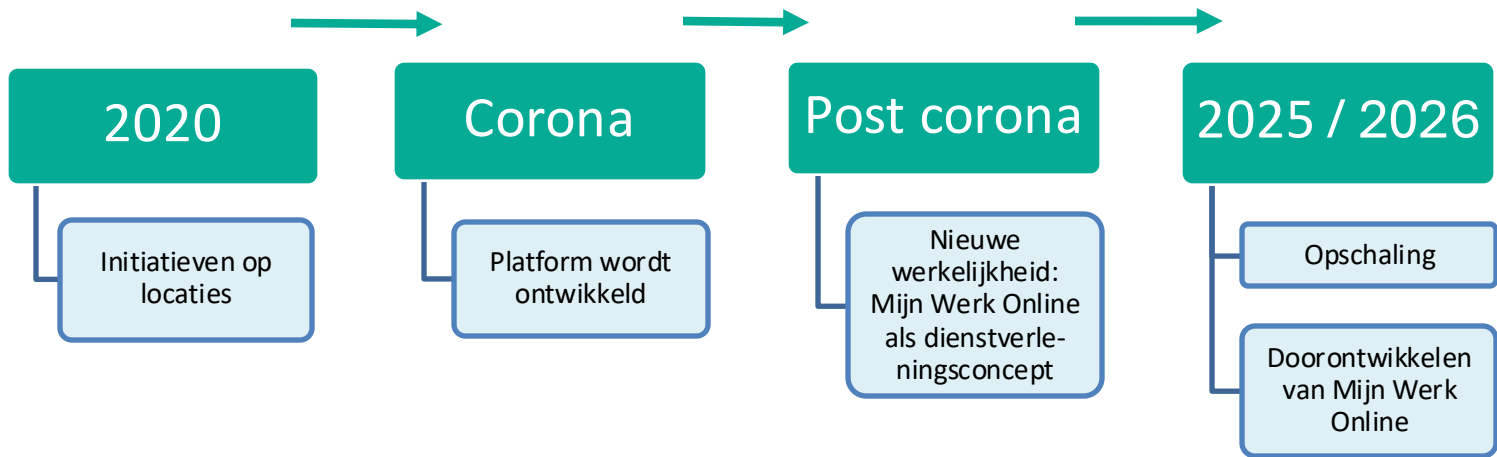 2020
Initiatieven op
locaties
Corona
Platform wordt
ontwikkeld
Post corona
Nieuwe
werkelijkheid:
Mijn Werk Online
als dienstverle-
ningsconcept
2025 / 2026
Opschaling
Doorontwikkelen
van Mijn Werk
Online